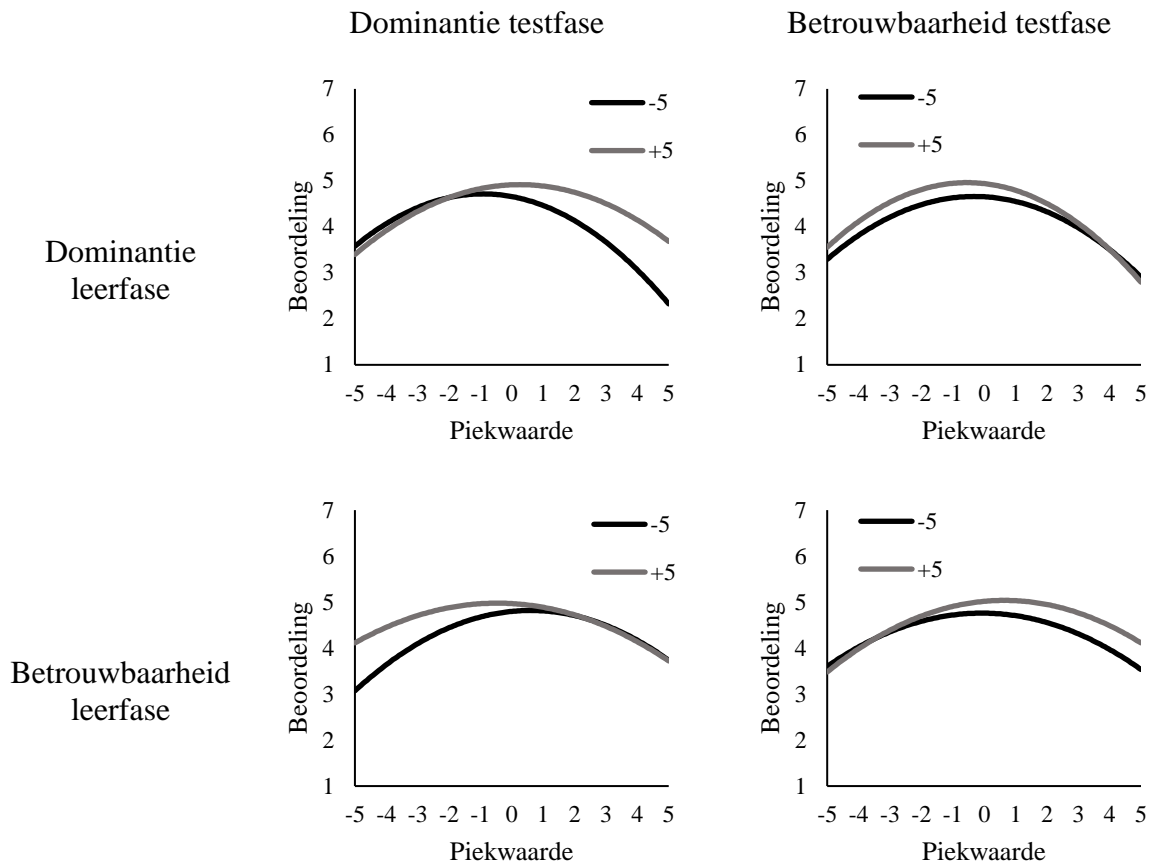 Dominantie testfase
Betrouwbaarheid testfase
Dominantie
leerfase
7
6
5
4
3
2
1
Beoordeling
-5
+5
-5 -4 -3 -2 -1 0 1 2 3 4 5
Piekwaarde
7
6
5
4
3
2
1
Beoordeling
-5
+5
-5 -4 -3 -2 -1 0 1 2 3 4 5
Piekwaarde
Betrouwbaarheid
leerfase
7
6
5
4
3
2
1
Beoordeling
-5
+5
-5 -4 -3 -2 -1 0 1 2 3 4 5
Piekwaarde
7
6
5
4
3
2
1
Beoordeling
-5
+5
-5 -4 -3 -2 -1 0 1 2 3 4 5
Piekwaarde